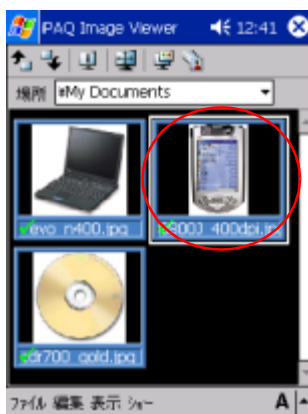 iPAQ Image Viewer 12:41
場所 ¥My Documents
evo_n400.jpg
dr700_gold.jpg
ファイル 編集 表示 ショー A